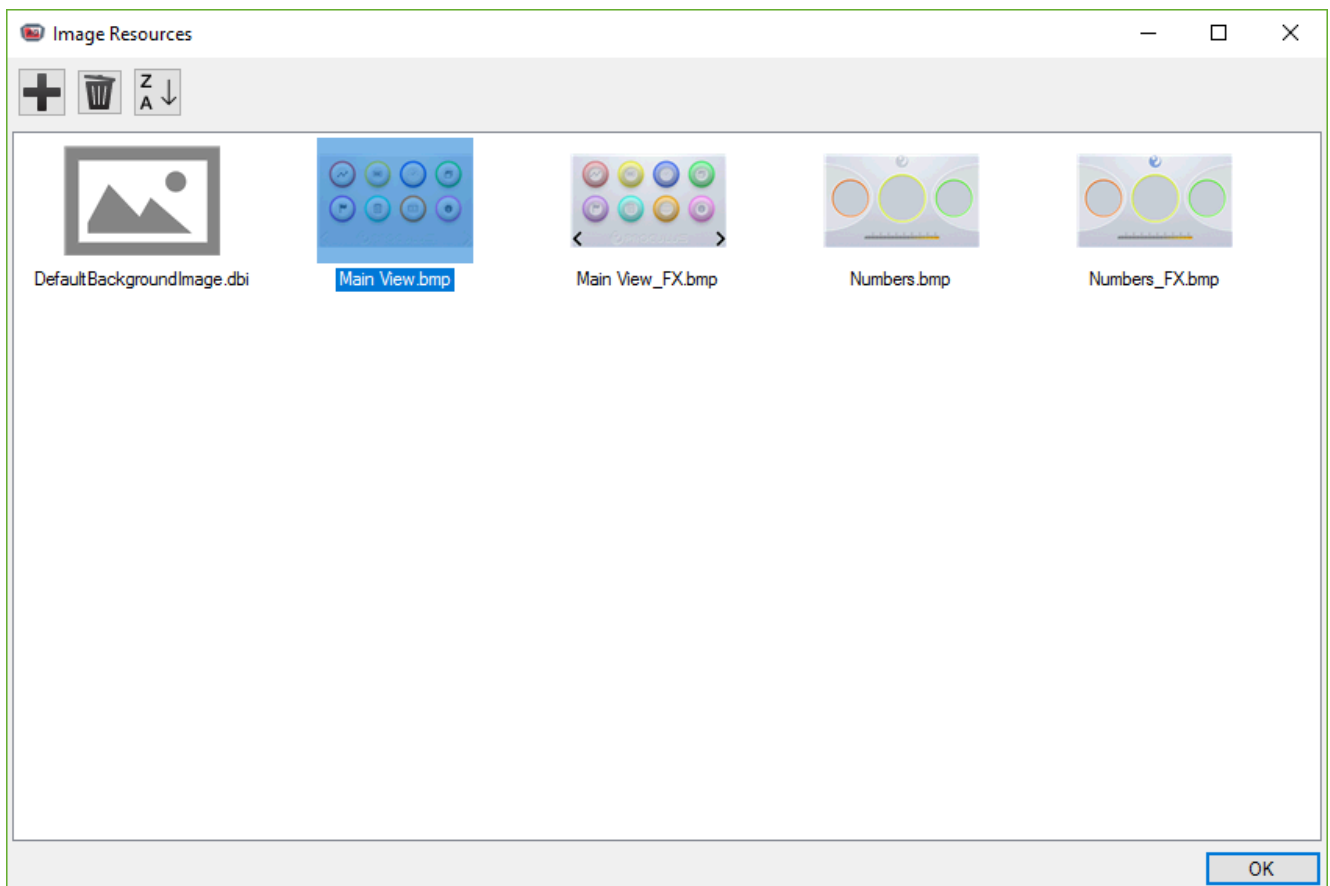 Image Resources
Z
A
DefaultBackgroundImage.dbi
Main View.bmp
Main View_FX.bmp
Numbers.bmp
Numbers_FX.bmp
OK